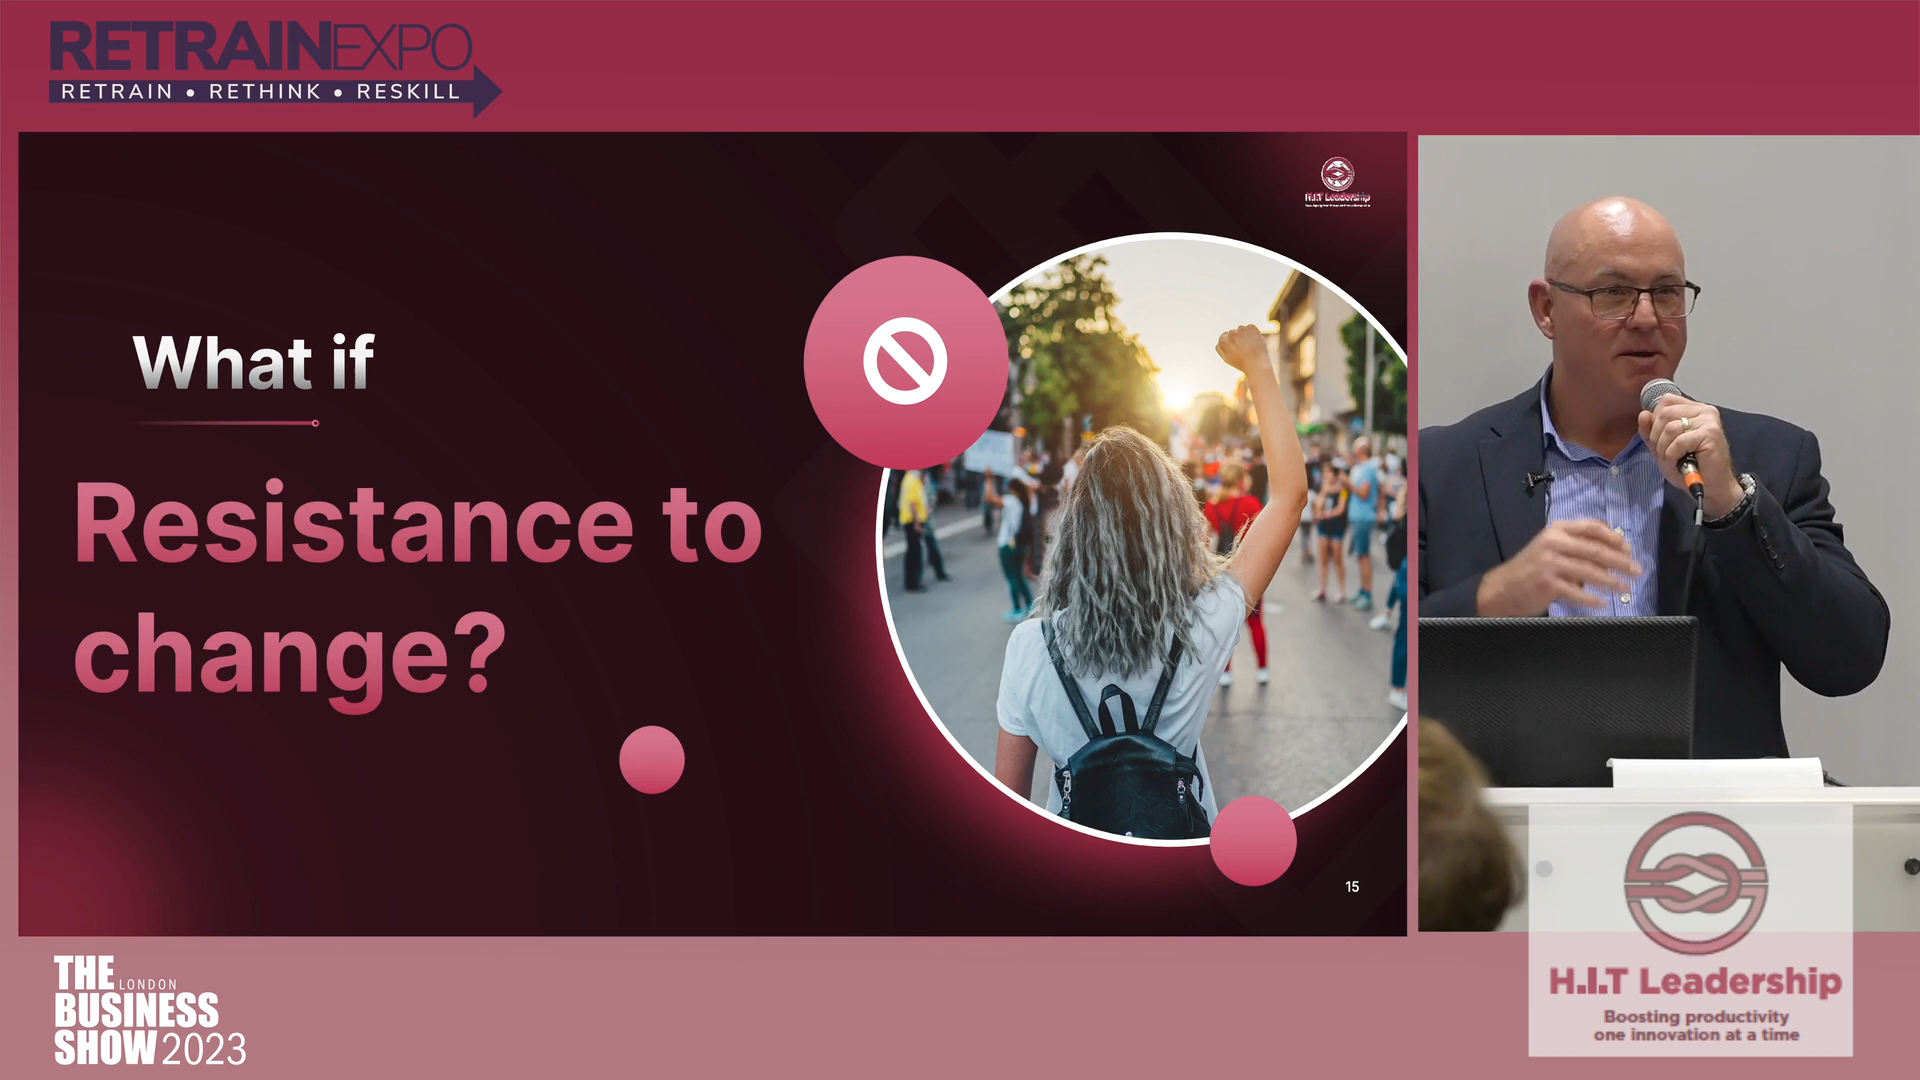 RETRAINEXPO
RETRAIN • RETHINK • RESKILL
H.I.T Leadership
What if
Resistance to
change?
15
THE
LONDON
BUSINESS
SHOW 2023
H.I.T Leadership
Boosting productivity
one innovation at a time